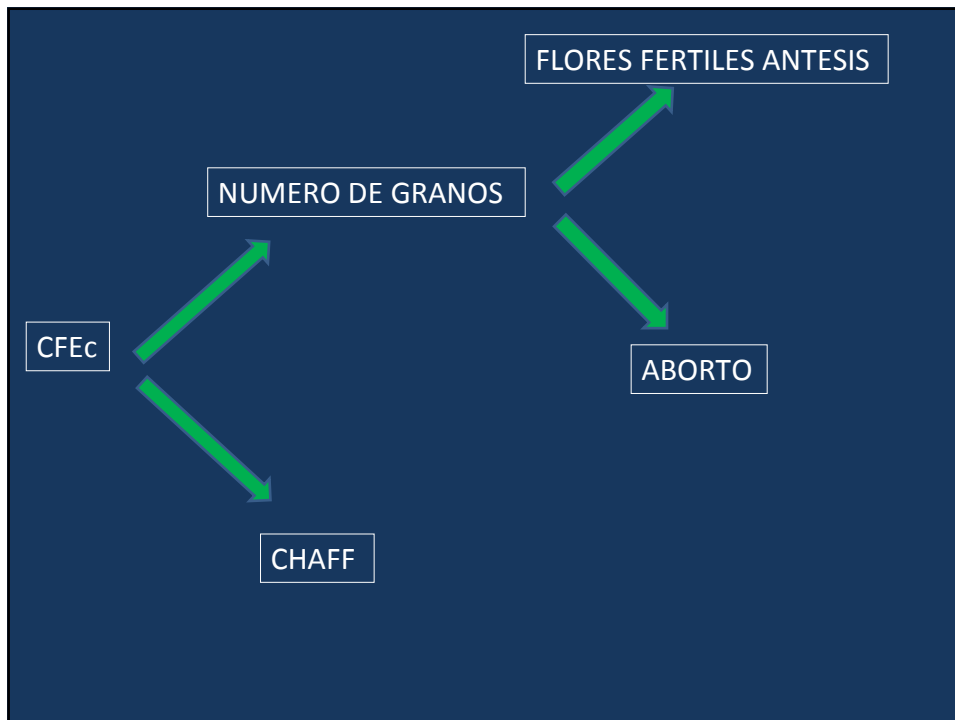 FLORES FERTILES ANTESIS
NUMERO DE GRANOS
CFEc
ABORTO
CHAFF